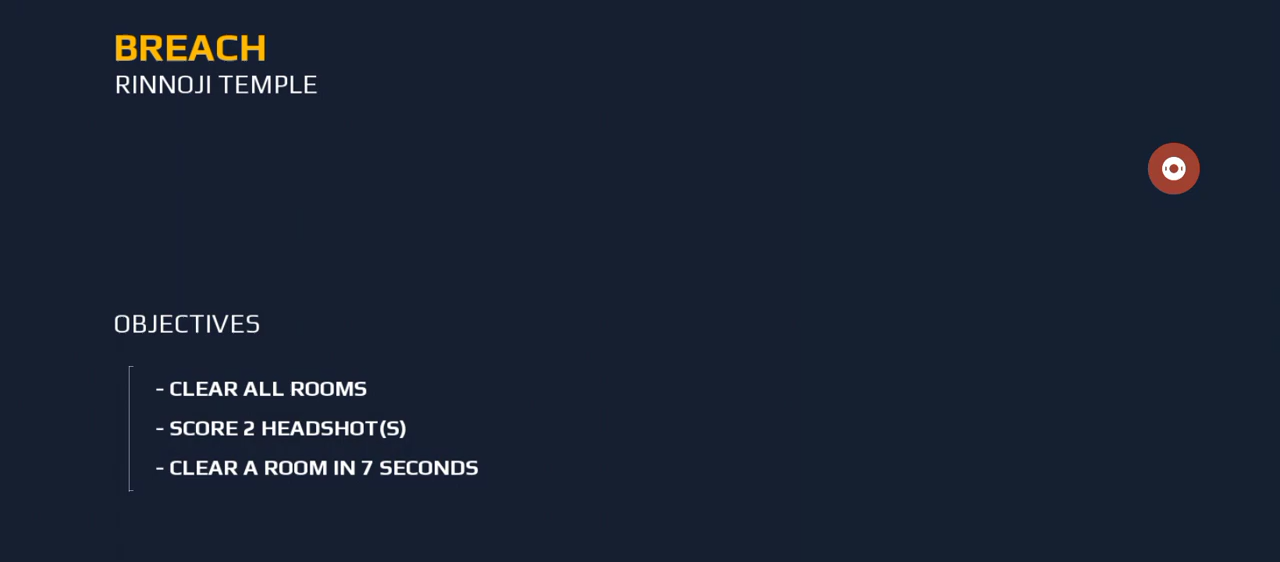 BREACH
RINNOJI TEMPLE
OBJECTIVES
- CLEAR ALL ROOMS
- SCORE 2 HEADSHOT(S)
- CLEAR A ROOM IN 7 SECONDS